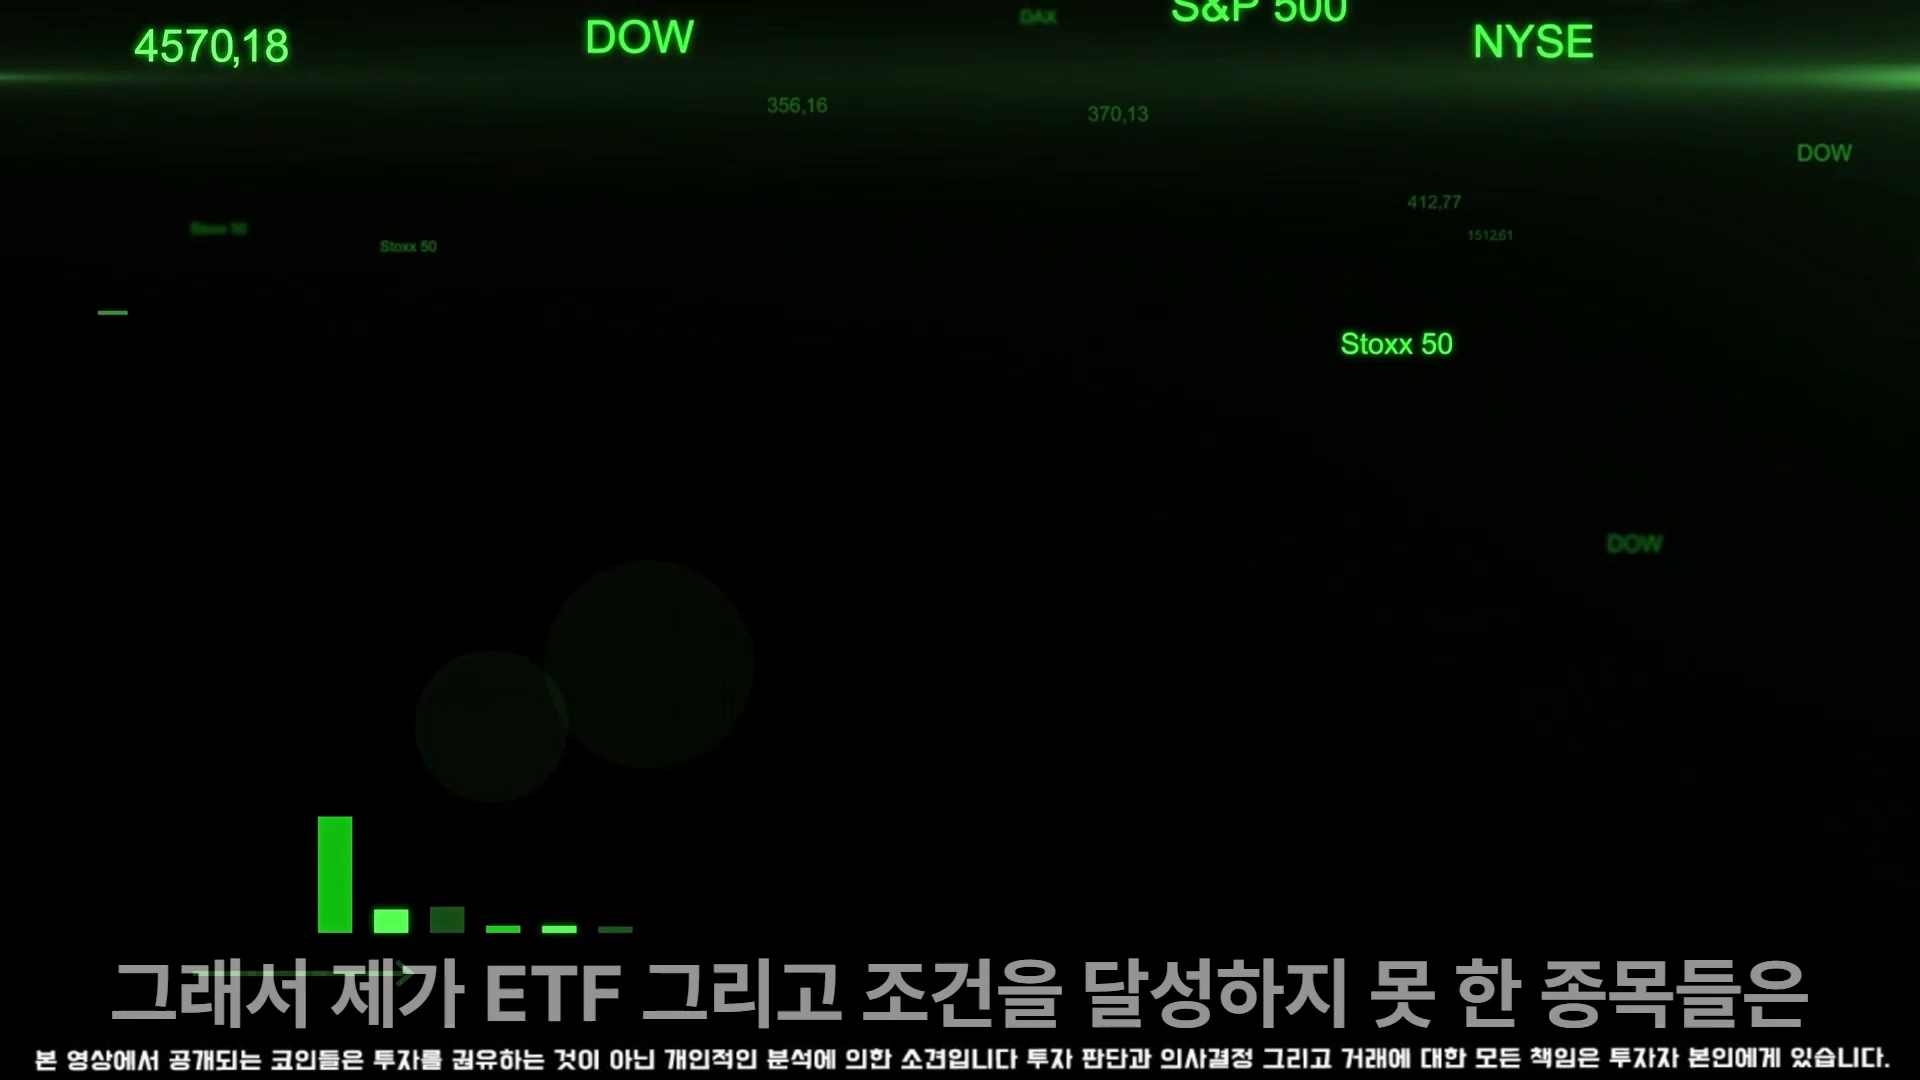 S&P 500
DAX
4570,18
DOW
NYSE
356,16
370,13
DOW
412,77
Stoxx 50
1512,61
Stoxx 50
Stoxx 50
DOW
그래서 제가 ETF 그리고 조건을 달성하지 못 한 종목들은
본 영상에서 공개되는 코인들은 투자를 권유하는 것이 아닌 개인적인 분석에 의한 소견입니다 투자 판단과 의사결정 그리고 거래에 대한 모든 책임은 투자자 본인에게 있습니다.